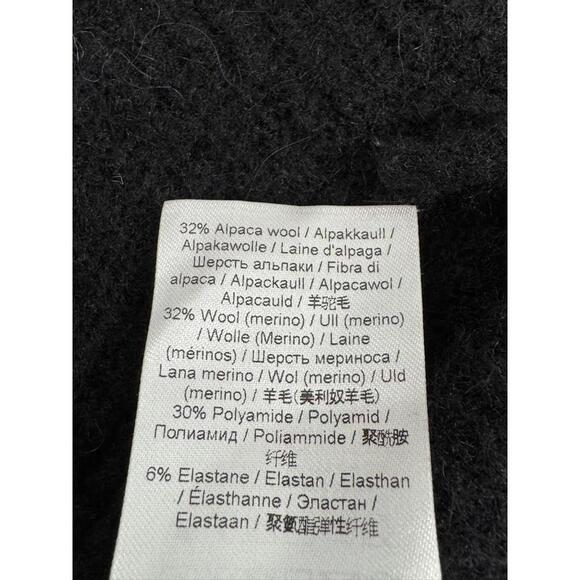 32% Alpaca wool / Alpakkaull /
Alpakawolle / Laine d'alpaga /
Шерсть альпаки / Fibra di
alpaca / Alpackaull / Alpacawol /
Alpacauld / 羊驼毛
32% Wool (merino) / Ull (merino)
/ Wolle (Merino) / Laine
(mérinos) / Шерсть мериноса /
Lana merino / Wol (merino) / Uld
(merino) / 羊毛(美利奴羊毛)
30% Polyamide / Polyamid /
Полиамид / Poliammide / 聚酰胺
纤维
6% Elastane / Elastan / Elasthan
/ Élasthanne / Эластан /
Elastaan / 聚氨酯弹性纤维